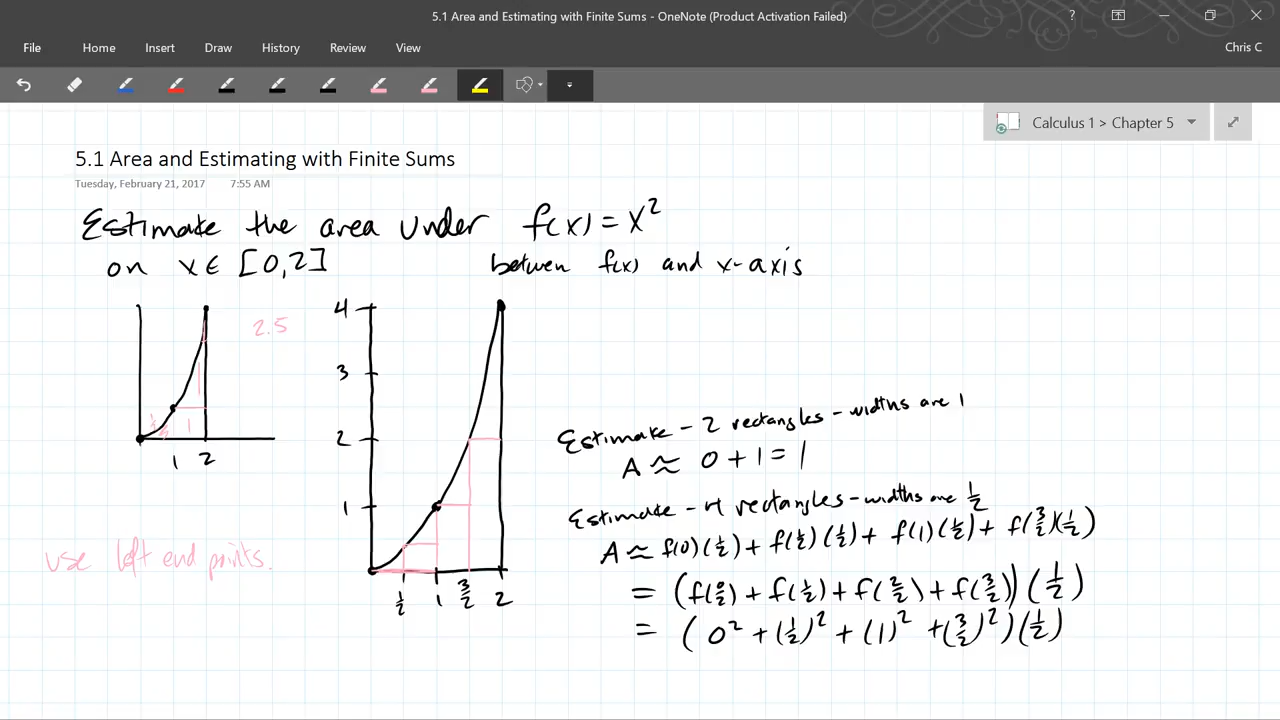 5.1 Area and Estimating with Finite Sums - OneNote (Product Activation Failed)
?
File Home Insert Draw History Review View
Chris C
Calculus 1 > Chapter 5
5.1 Area and Estimating with Finite Sums
Tuesday, February 21, 2017 7:55 AM
Estimate the area under f(x) = x²
on x ∈ [0,2] betwen f(x) and x-axis
2.5
1
1 2
4
3
2
1
1/2 1 3/2 2
use left end points.
Estimate - 2 rectangles - widths are 1
A ≈ 0 + 1 = 1
Estimate - 4 rectangles - widths are 1/2
A ≈ f(0)(1/2) + f(1/2)(1/2) + f(1)(1/2) + f(3/2)(1/2)
= (f(0/2) + f(1/2) + f(2/2) + f(3/2))(1/2)
= (0² + (1/2)² + (1)² + (3/2)²)(1/2)